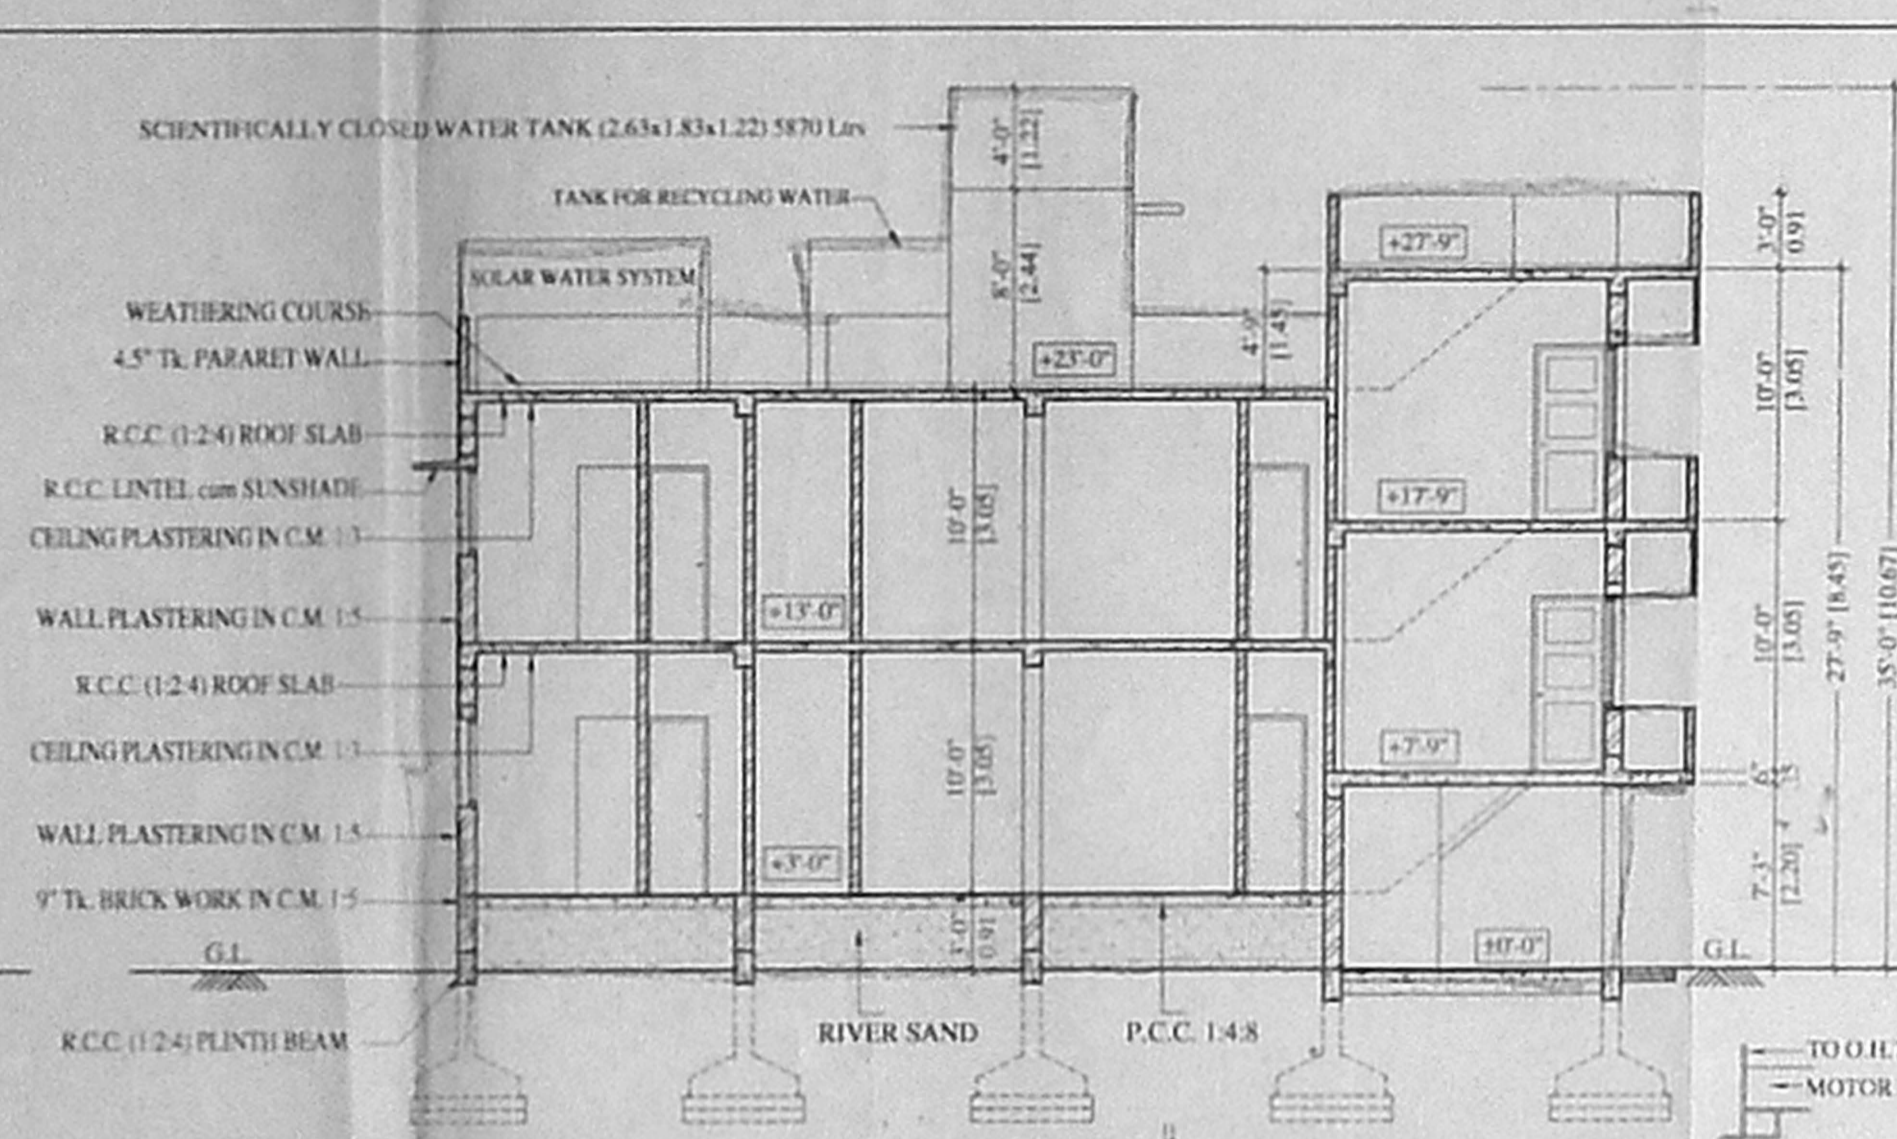 SCIENTIFICALLY CLOSED WATER TANK (2.63x1.83x1.22) 5870 Ltrs
4'-0"
[1.22]
TANK FOR RECYCLING WATER
8'-0"
[2.44]
+27'-9"
3'-0"
0.91
SOLAR WATER SYSTEM
WEATHERING COURSE
4.5" Tk. PARARET WALL
+23'-0"
4'-9"
[1.45]
10'-0"
[3.05]
R.C.C. (1:2:4) ROOF SLAB
R.C.C. LINTEL cum SUNSHADE
+17'-9"
10'-0"
[3.05]
CEILING PLASTERING IN C.M. 1:3
WALL PLASTERING IN C.M. 1:5
+13'-0"
10'-0"
[3.05]
27'-9" [8.45]
35'-0" [10.67]
R.C.C. (1:2:4) ROOF SLAB
CEILING PLASTERING IN C.M. 1:3
10'-0"
[3.05]
+7'-9"
6"
WALL PLASTERING IN C.M. 1:5
+3'-0"
7'-3"
[2.20]
9" Tk. BRICK WORK IN C.M. 1:5
3'-0"
0.91
±0'-0"
G.L.
G.L.
R.C.C. (1:2:4) PLINTH BEAM
RIVER SAND
P.C.C. 1:4:8
TO O.H.
MOTOR